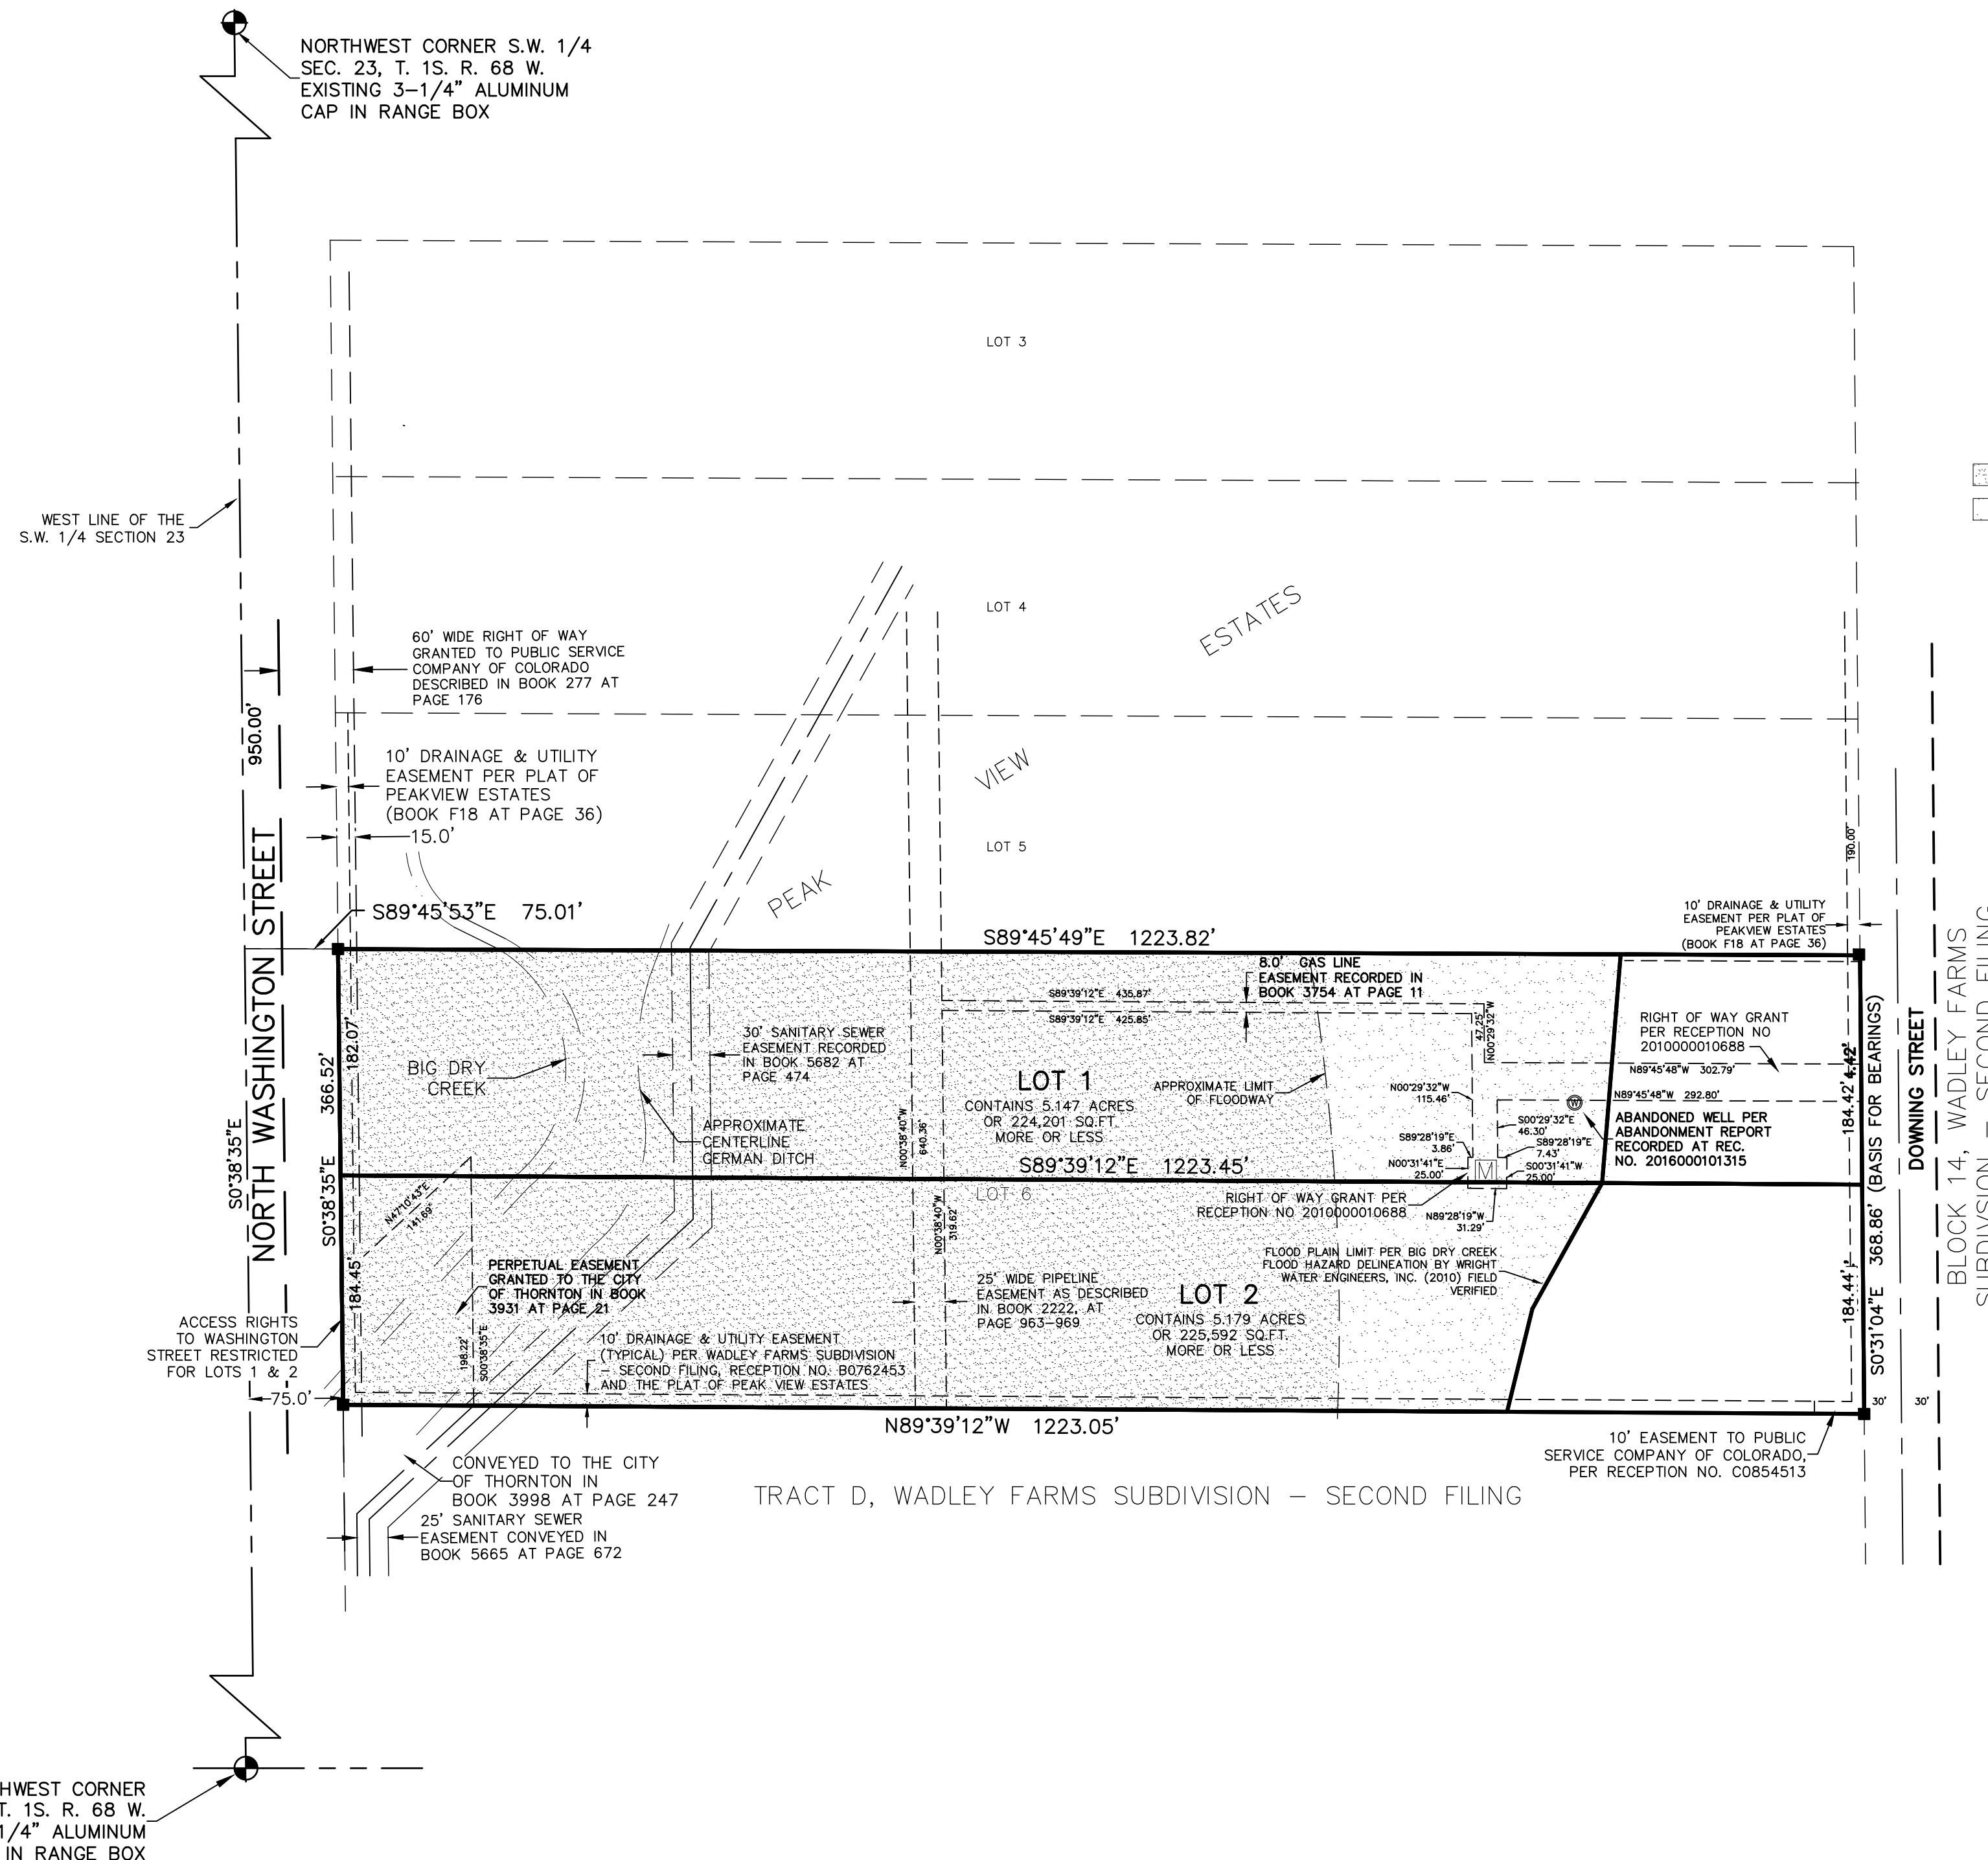 NORTHWEST CORNER S.W. 1/4
SEC. 23, T. 1S. R. 68 W.
EXISTING 3-1/4" ALUMINUM
CAP IN RANGE BOX
LOT 3
WEST LINE OF THE
S.W. 1/4 SECTION 23
LOT 4
ESTATES
60' WIDE RIGHT OF WAY
GRANTED TO PUBLIC SERVICE
COMPANY OF COLORADO
DESCRIBED IN BOOK 277 AT
PAGE 176
950.00'
10' DRAINAGE & UTILITY
EASEMENT PER PLAT OF
PEAKVIEW ESTATES
(BOOK F18 AT PAGE 36)
15.0'
VIEW
LOT 5
PEAK
190.00'
S89°45'53"E 75.01'
S89°45'49"E 1223.82'
10' DRAINAGE & UTILITY
EASEMENT PER PLAT OF
PEAKVIEW ESTATES
(BOOK F18 AT PAGE 36)
NORTH WASHINGTON STREET
S0°38'35"E
S0°38'35"E 366.52'
182.07'
184.45'
BIG DRY
CREEK
30' SANITARY SEWER
EASEMENT RECORDED
IN BOOK 5682 AT
PAGE 474
APPROXIMATE
CENTERLINE
GERMAN DITCH
8.0' GAS LINE
EASEMENT RECORDED IN
BOOK 3754 AT PAGE 11
S89°39'12"E 435.87'
S89°39'12"E 425.85'
47.25'
N00°29'32"W
RIGHT OF WAY GRANT
PER RECEPTION NO
2010000010688
N89°45'48"W 302.79'
N89°45'48"W 292.80'
LOT 1
CONTAINS 5.147 ACRES
OR 224,201 SQ.FT.
MORE OR LESS
APPROXIMATE LIMIT
OF FLOODWAY
N00°29'32"W
115.46'
S00°29'32"E
46.30'
S89°28'19"E
3.86'
S89°28'19"E
7.43'
N00°31'41"E
25.00'
S00°31'41"W
25.00'
M
W
ABANDONED WELL PER
ABANDONMENT REPORT
RECORDED AT REC.
NO. 2016000101315
N00°38'40"W
640.36'
S89°39'12"E 1223.45'
LOT 6
RIGHT OF WAY GRANT PER
RECEPTION NO 2010000010688
N89°28'19"W
31.29'
184.42'
184.44'
S0°31'04"E 368.86' (BASIS FOR BEARINGS)
DOWNING STREET
BLOCK 14, WADLEY FARMS
SUBDIVISION - SECOND FILING
N47°10'43"E
141.69'
N00°38'40"W
319.62'
PERPETUAL EASEMENT
GRANTED TO THE CITY
OF THORNTON IN BOOK
3931 AT PAGE 21
25' WIDE PIPELINE
EASEMENT AS DESCRIBED
IN BOOK 2222, AT
PAGE 963-969
LOT 2
CONTAINS 5.179 ACRES
OR 225,592 SQ.FT.
MORE OR LESS
FLOOD PLAIN LIMIT PER BIG DRY CREEK
FLOOD HAZARD DELINEATION BY WRIGHT
WATER ENGINEERS, INC. (2010) FIELD
VERIFIED
ACCESS RIGHTS
TO WASHINGTON
STREET RESTRICTED
FOR LOTS 1 & 2
75.0'
198.22'
S00°38'35"E
10' DRAINAGE & UTILITY EASEMENT
(TYPICAL) PER WADLEY FARMS SUBDIVISION
- SECOND FILING, RECEPTION NO. B0762453
AND THE PLAT OF PEAK VIEW ESTATES
30'
30'
N89°39'12"W 1223.05'
10' EASEMENT TO PUBLIC
SERVICE COMPANY OF COLORADO,
PER RECEPTION NO. C0854513
CONVEYED TO THE CITY
OF THORNTON IN
BOOK 3998 AT PAGE 247
25' SANITARY SEWER
EASEMENT CONVEYED IN
BOOK 5665 AT PAGE 672
TRACT D, WADLEY FARMS SUBDIVISION - SECOND FILING
HWEST CORNER
T. 1S. R. 68 W.
1/4" ALUMINUM
IN RANGE BOX